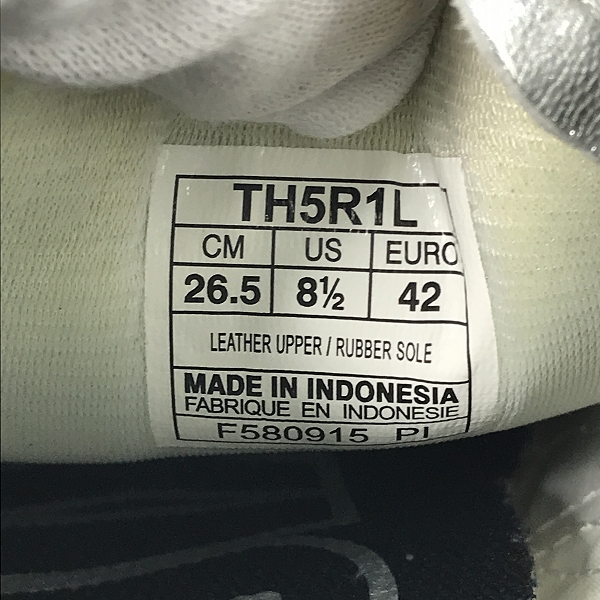 TH5R1L
CM US EURO
26.5 8½ 42
LEATHER UPPER / RUBBER SOLE
MADE IN INDONESIA
FABRIQUE EN INDONESIE
F580915 PI